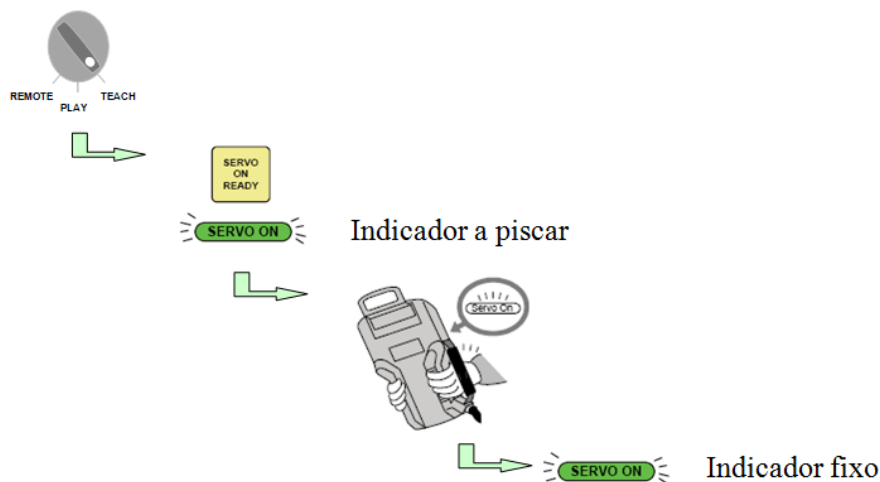 REMOTE
PLAY
TEACH
SERVO
ON
READY
SERVO ON
Indicador a piscar
Servo On
SERVO ON
Indicador fixo